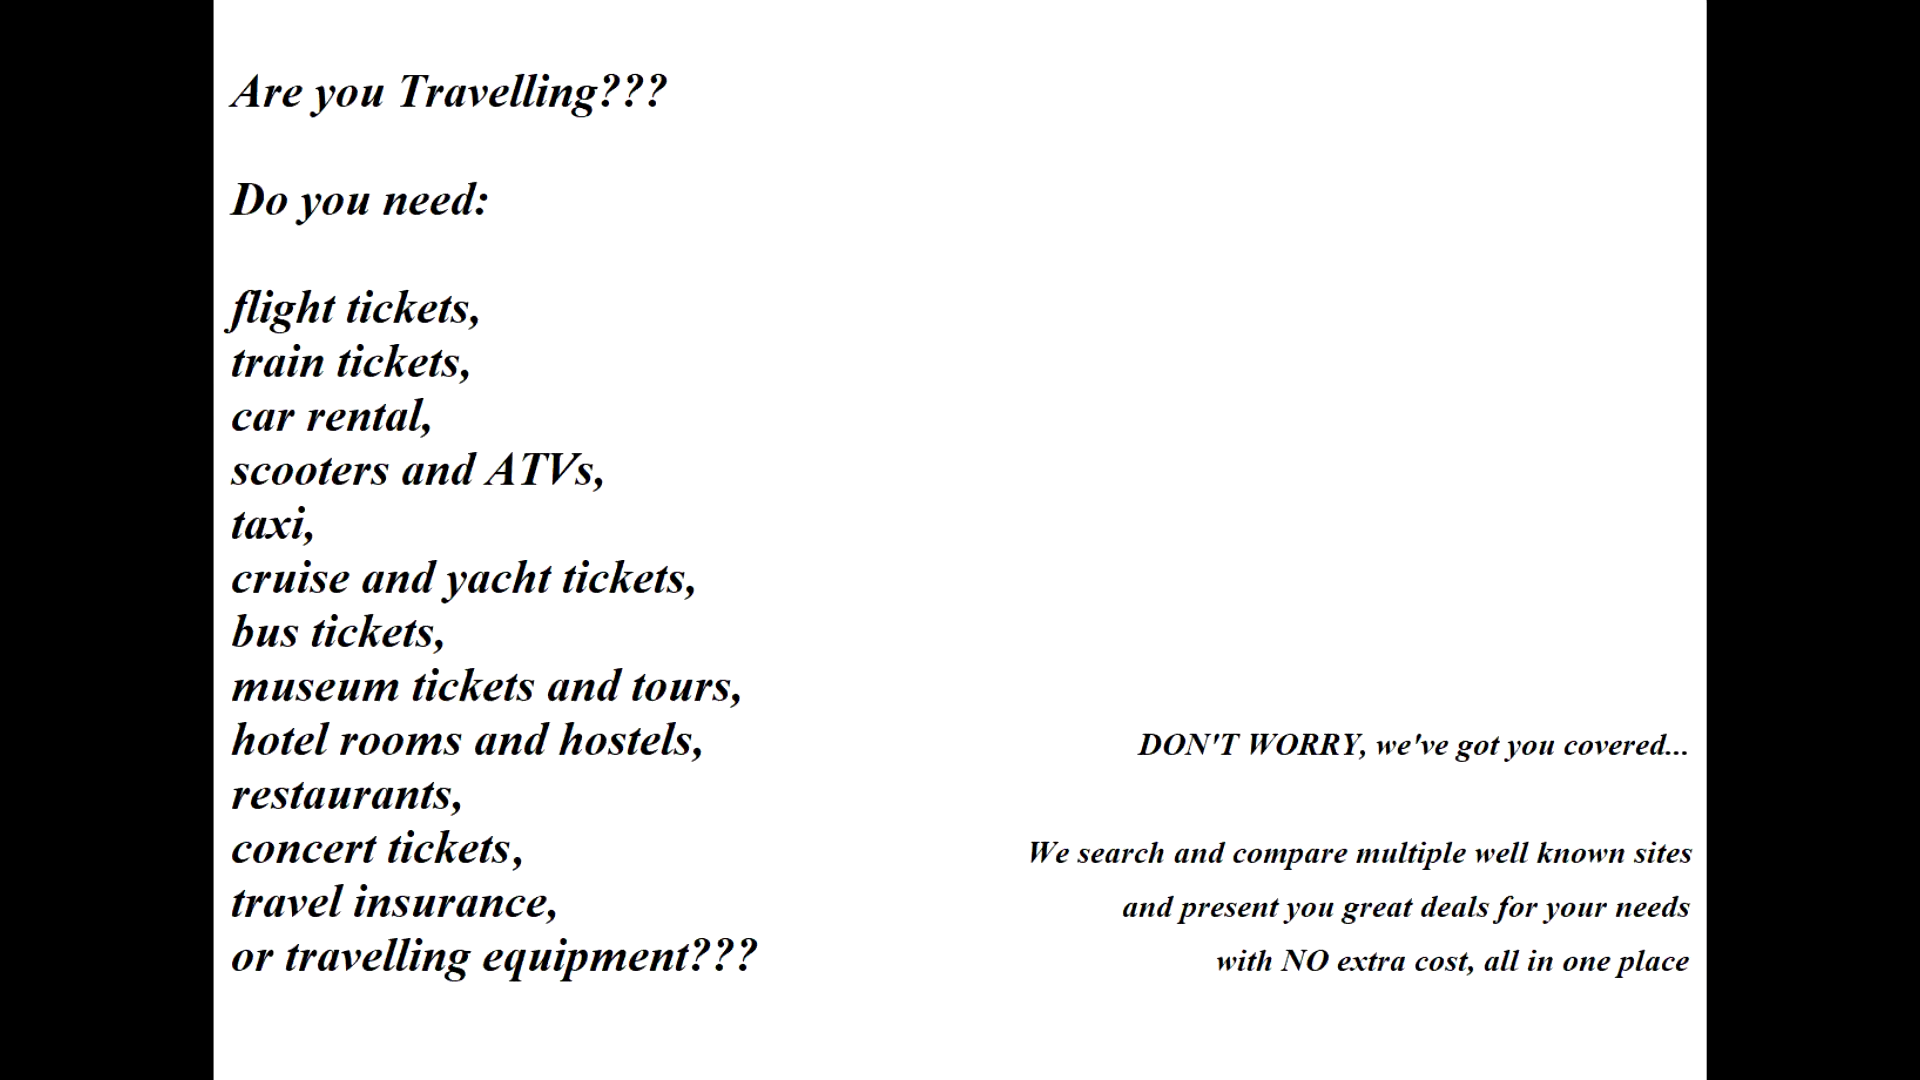 Are you Travelling???
Do you need:
flight tickets,
train tickets,
car rental,
scooters and ATVs,
taxi,
cruise and yacht tickets,
bus tickets,
museum tickets and tours,
hotel rooms and hostels,
restaurants,
concert tickets,
travel insurance,
or travelling equipment???
DON'T WORRY, we've got you covered...
We search and compare multiple well known sites
and present you great deals for your needs
with NO extra cost, all in one place